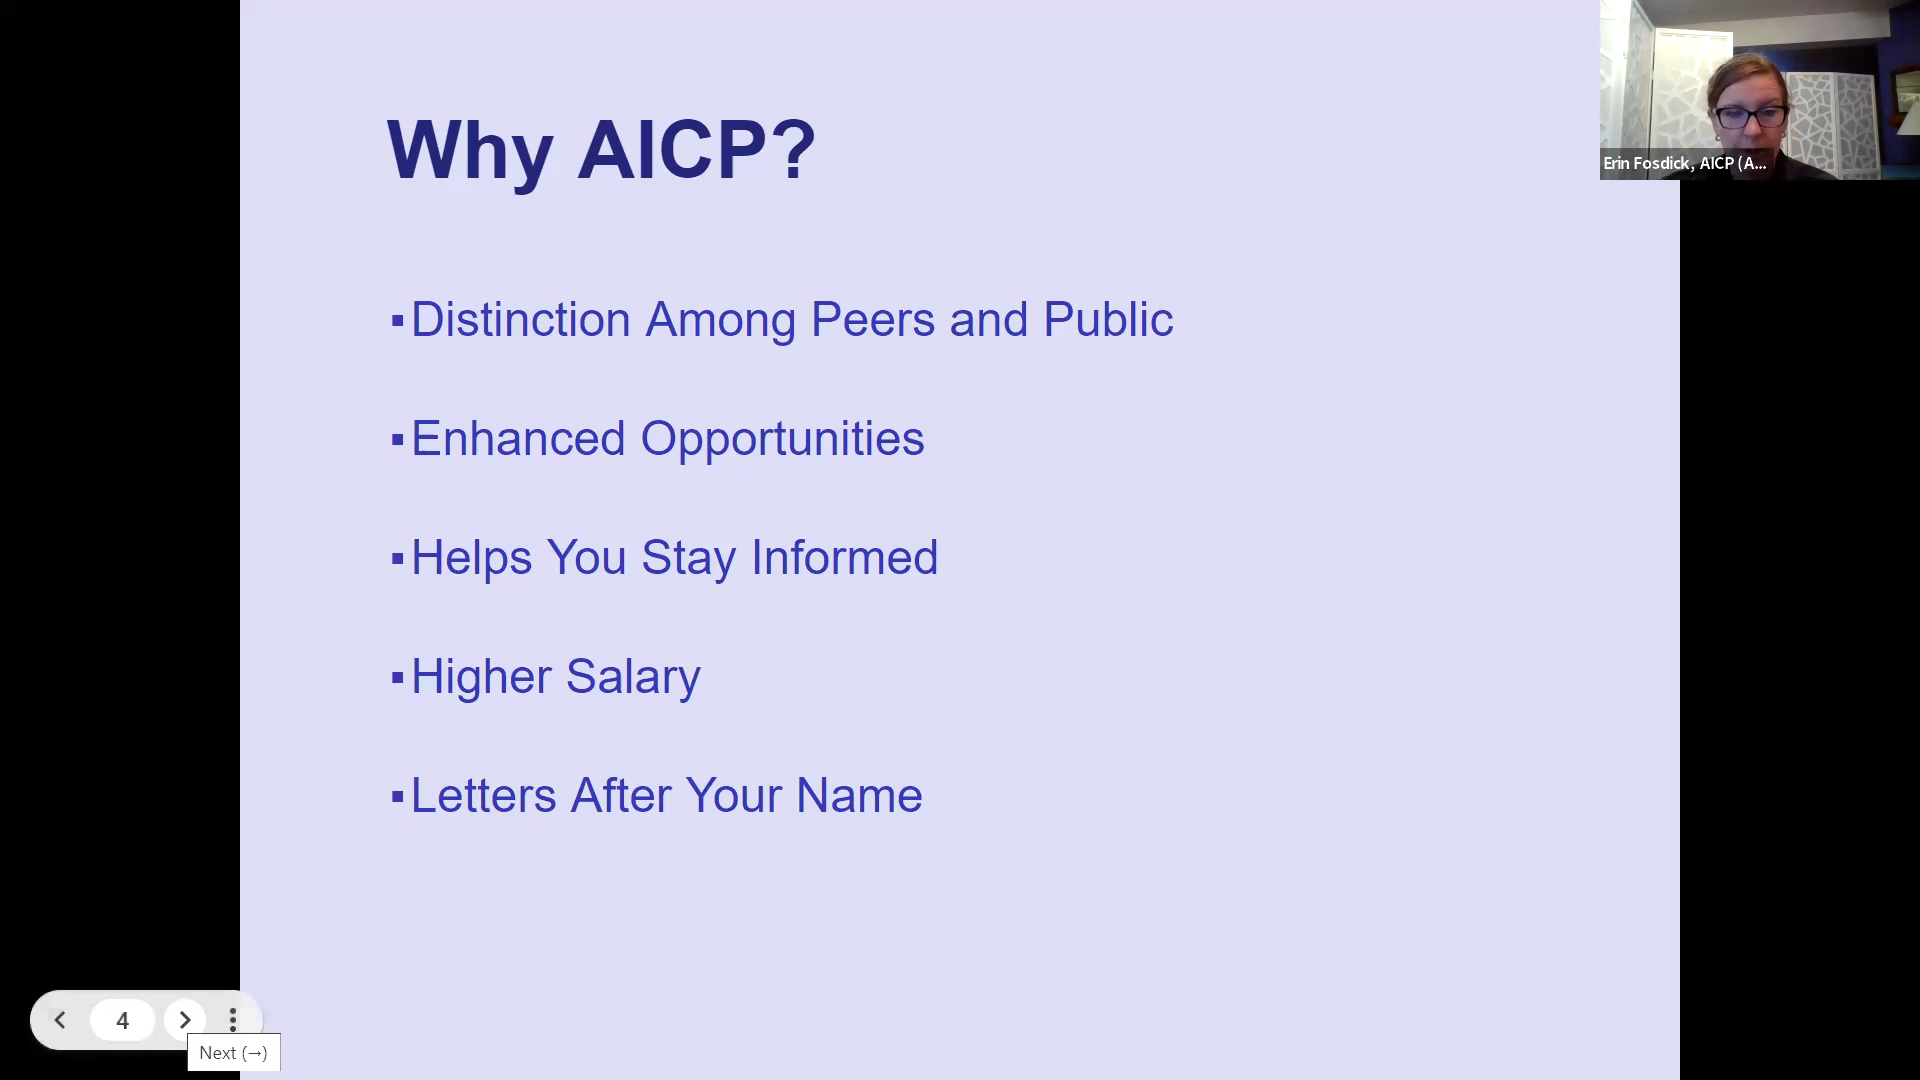 Why AICP?
Erin Fosdick, AICP (A...
▪Distinction Among Peers and Public
▪Enhanced Opportunities
▪Helps You Stay Informed
▪Higher Salary
▪Letters After Your Name
4
Next (→)